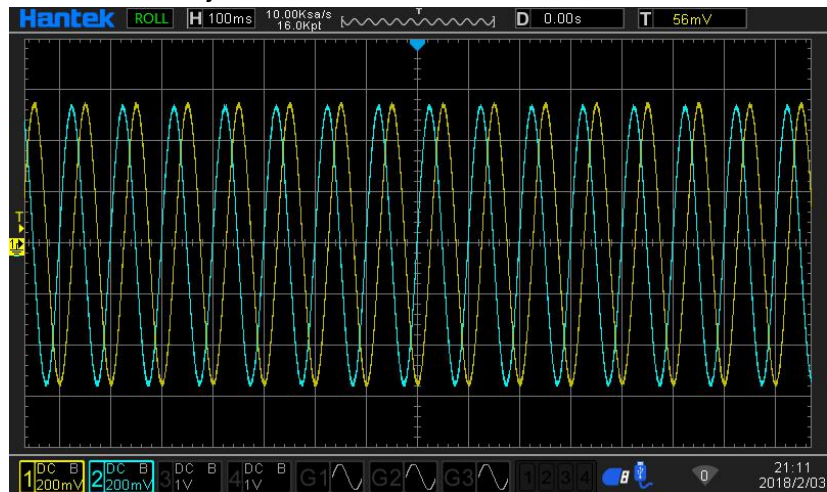 Hantek ROLL H 100ms 10.00Ksa/s 16.0Kpt T D 0.00s T 56mV
T
1
1 DC B 200mV 2 DC B 200mV 3 DC B 1V 4 DC B 1V G1 G2 G3 1 2 3 4 0 21:11
2018/2/03